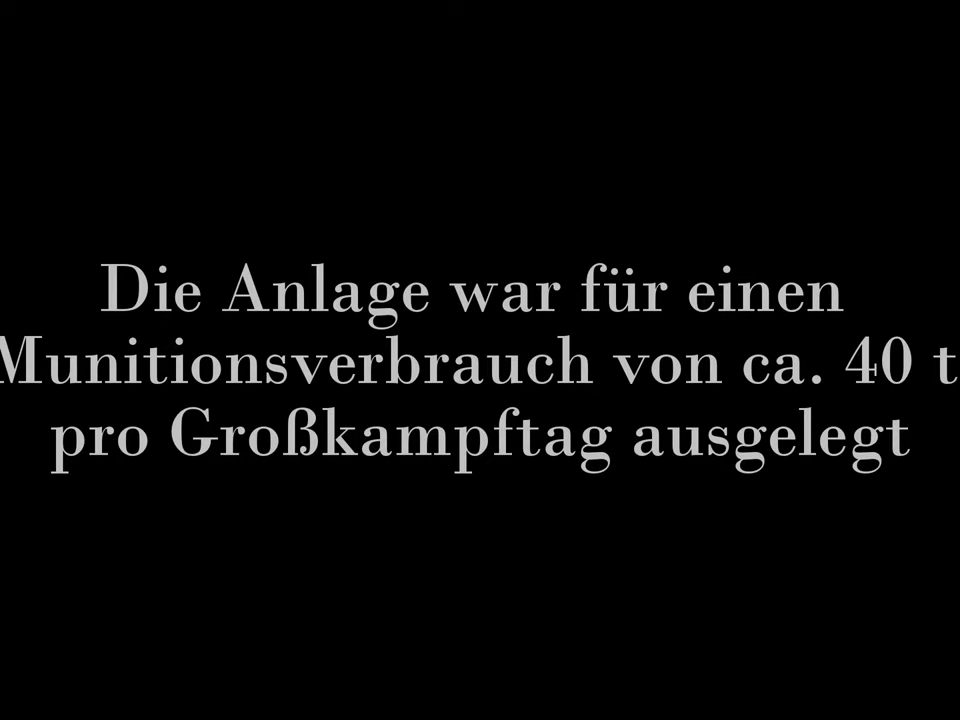 Die Anlage war für einen
Munitionsverbrauch von ca. 40 t
pro Großkampftag ausgelegt